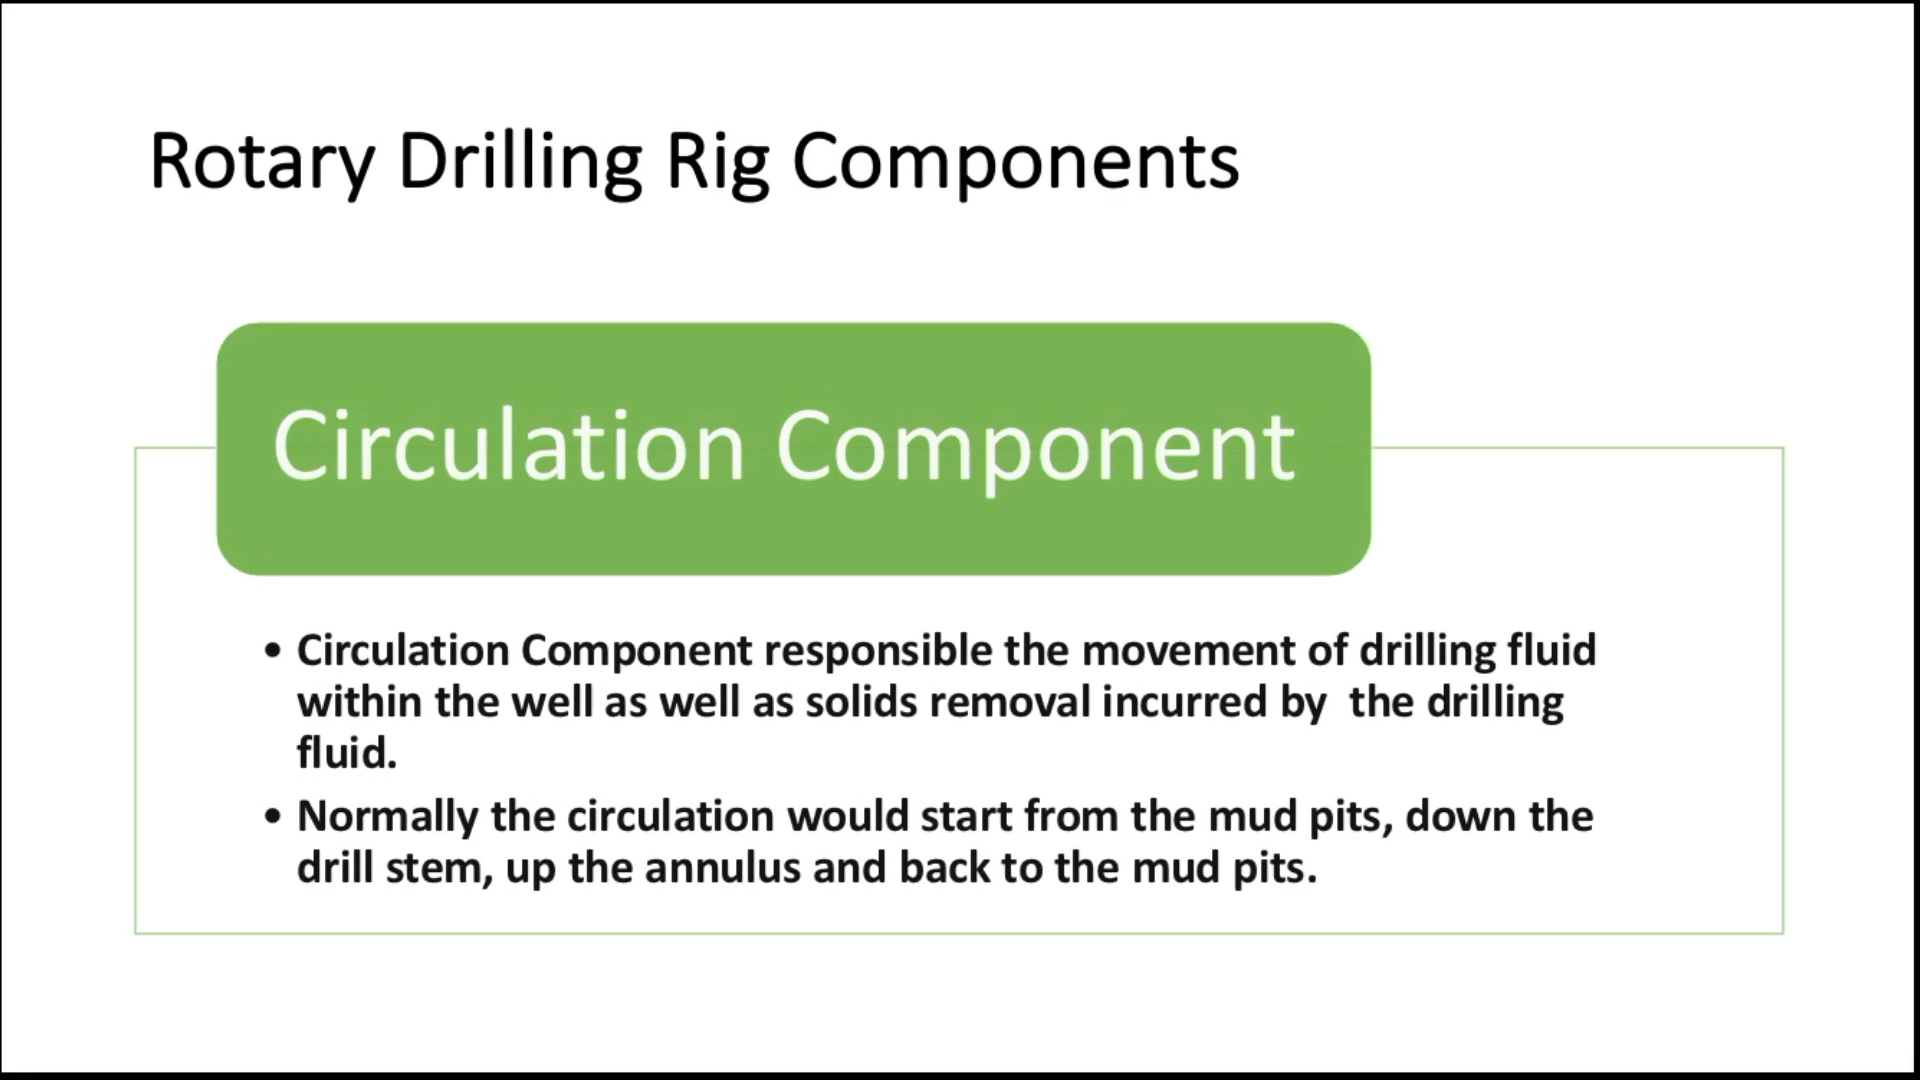 Rotary Drilling Rig Components
Circulation Component
• Circulation Component responsible the movement of drilling fluid
within the well as well as solids removal incurred by  the drilling
fluid.
• Normally the circulation would start from the mud pits, down the
drill stem, up the annulus and back to the mud pits.